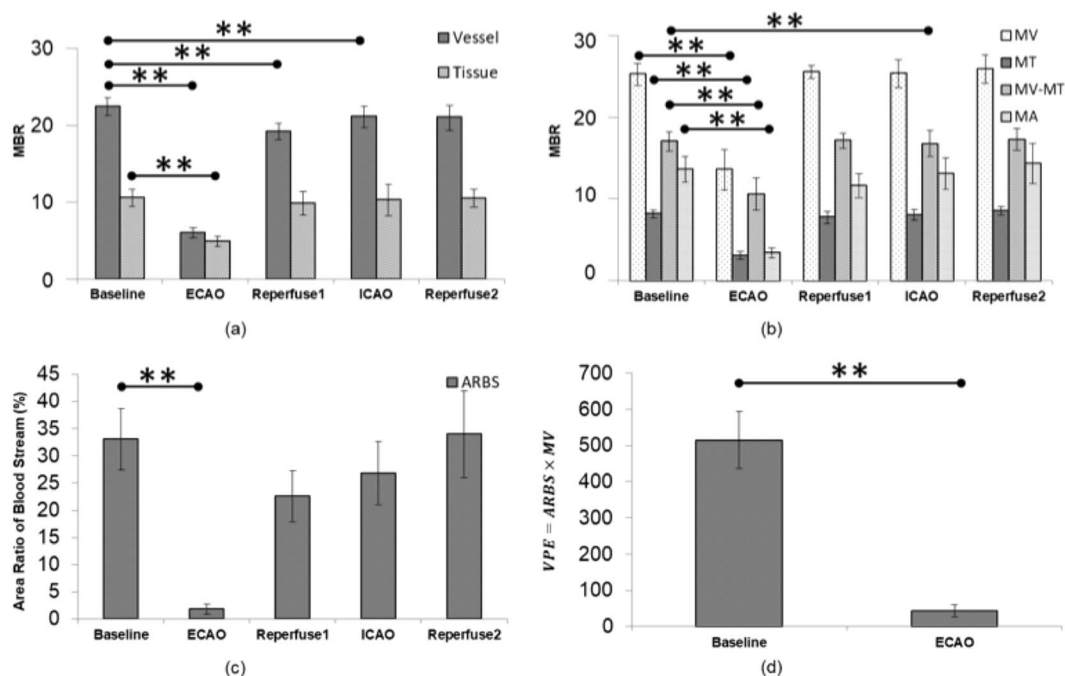 **
**
**
**
Vessel
Tissue
30
20
10
0
MBR
Baseline ECAO Reperfuse1 ICAO Reperfuse2
(a)
**
**
**
**
**
MV
MT
MV-MT
MA
30
20
10
0
MBR
Baseline ECAO Reperfuse1 ICAO Reperfuse2
(b)
**
ARBS
45
40
35
30
25
20
15
10
5
0
Area Ratio of Blood Stream (%)
Baseline ECAO Reperfuse1 ICAO Reperfuse2
(c)
**
700
600
500
400
300
200
100
0
VPE = ARBS × MV
Baseline ECAO
(d)